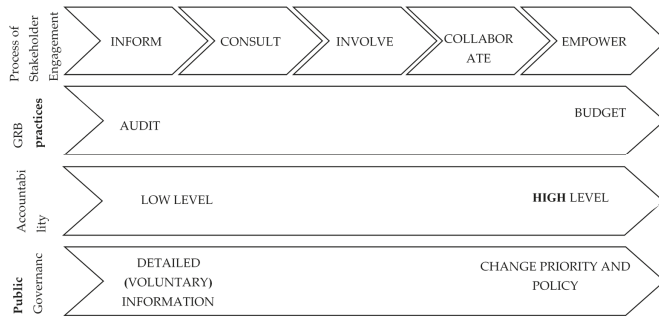 Process of
Stakeholder
Engagement
INFORM
CONSULT
INVOLVE
COLLABOR
ATE
EMPOWER
GRB
practices
AUDIT
BUDGET
Accountabi
lity
LOW LEVEL
HIGH LEVEL
Public
Governanc
DETAILED
(VOLUNTARY)
INFORMATION
CHANGE PRIORITY AND
POLICY